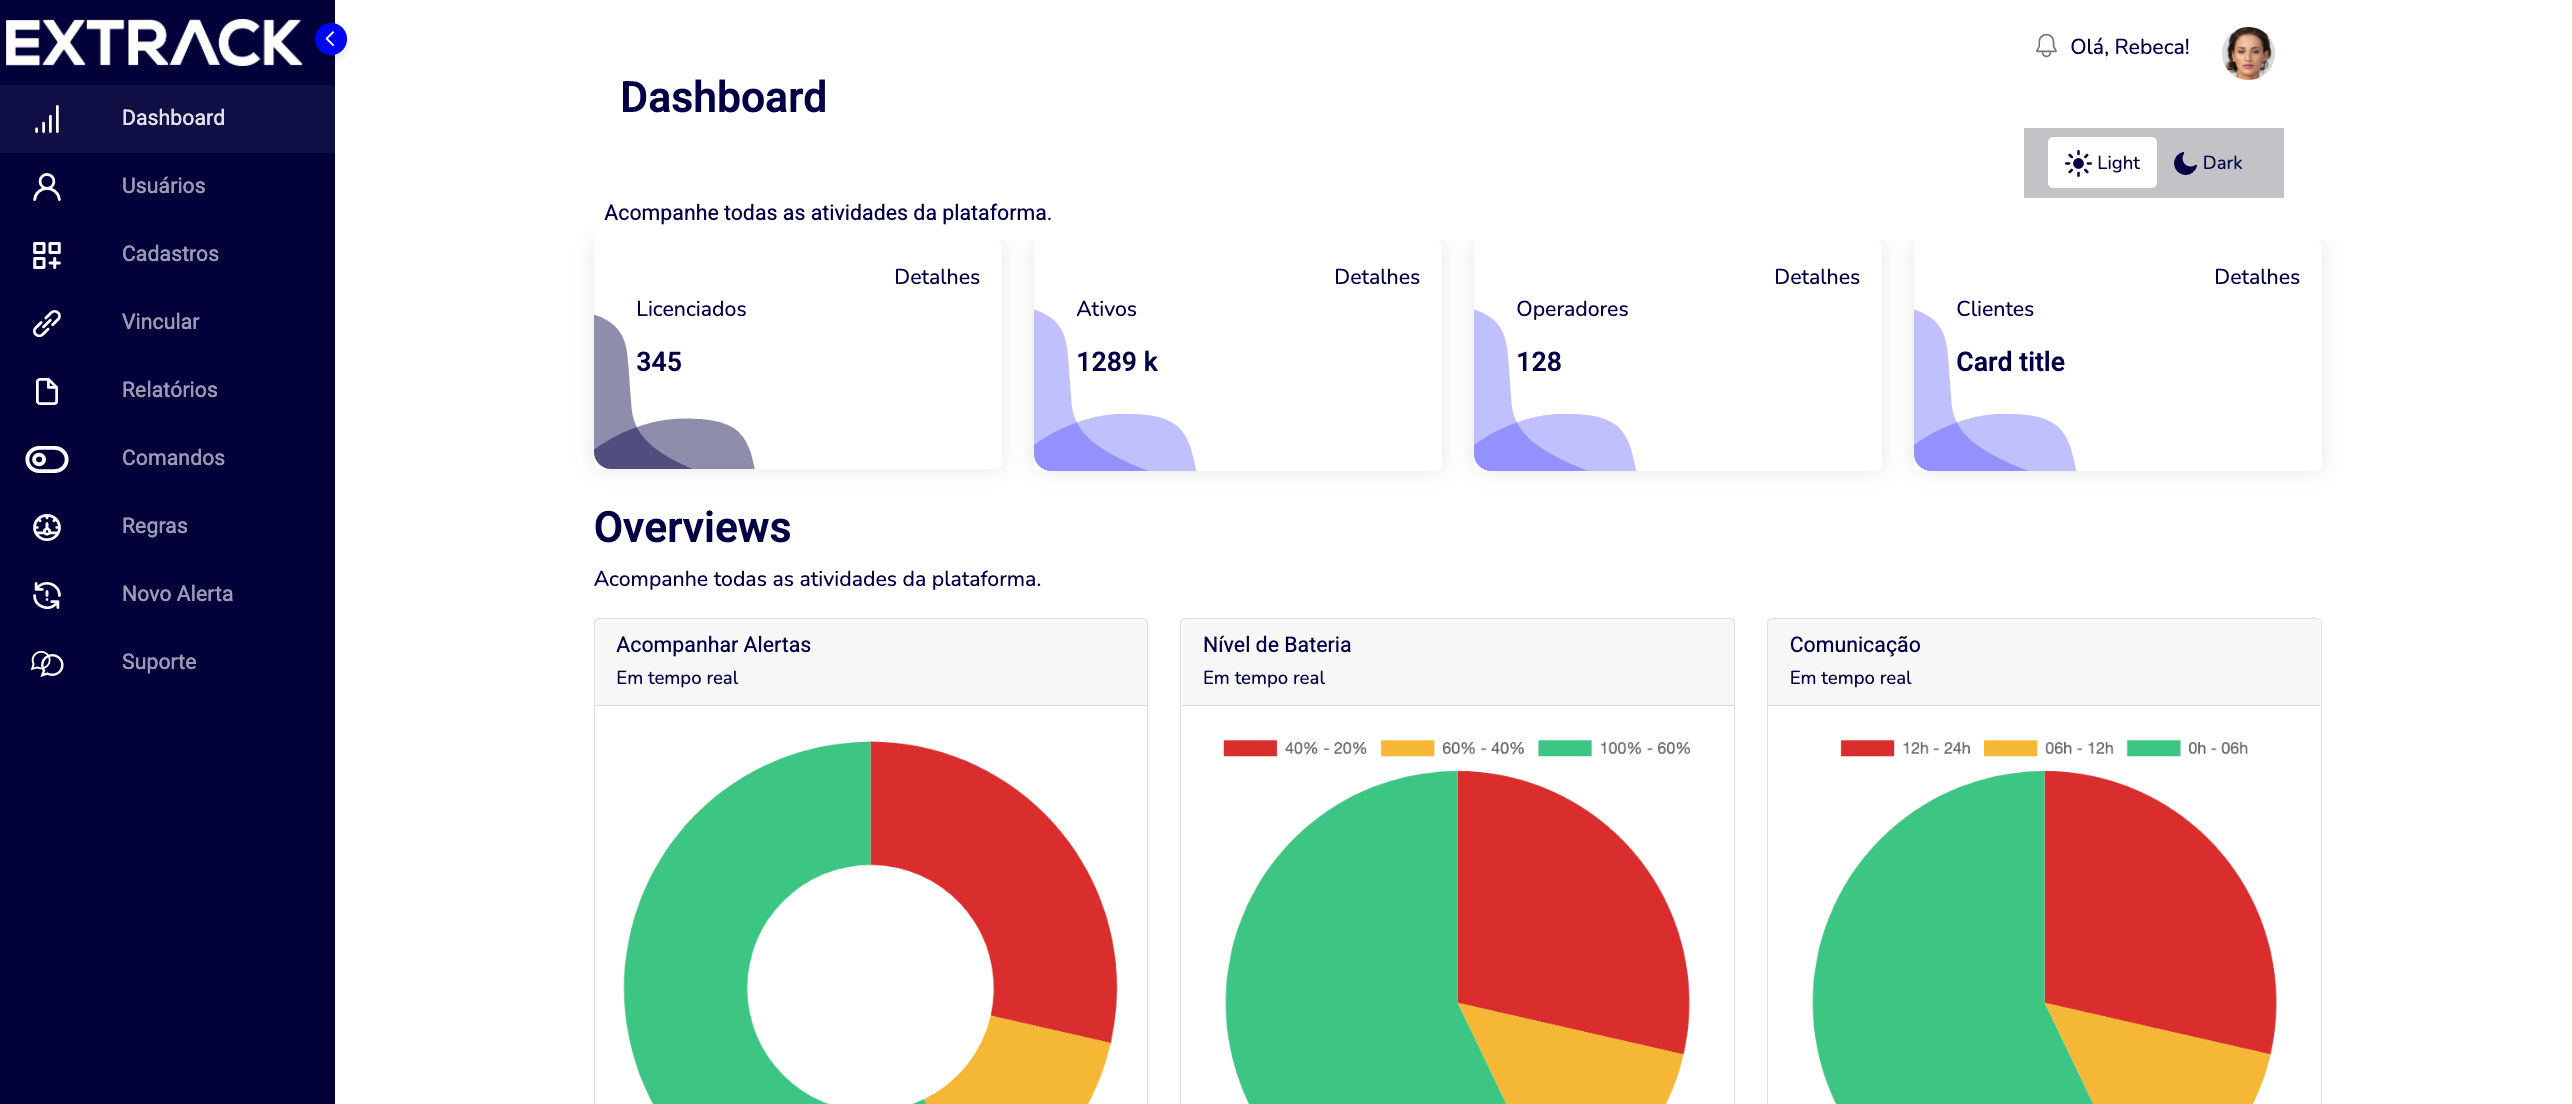 EXTRACK
Dashboard
Usuários
Cadastros
Vincular
Relatórios
Comandos
Regras
Novo Alerta
Suporte
Olá, Rebeca!
Dashboard
Light
Dark
Acompanhe todas as atividades da plataforma.
Detalhes
Licenciados
345
Detalhes
Ativos
1289 k
Detalhes
Operadores
128
Detalhes
Clientes
Card title
Overviews
Acompanhe todas as atividades da plataforma.
Acompanhar Alertas
Em tempo real
Nível de Bateria
Em tempo real
40% - 20% 60% - 40% 100% - 60%
Comunicação
Em tempo real
12h - 24h 06h - 12h 0h - 06h